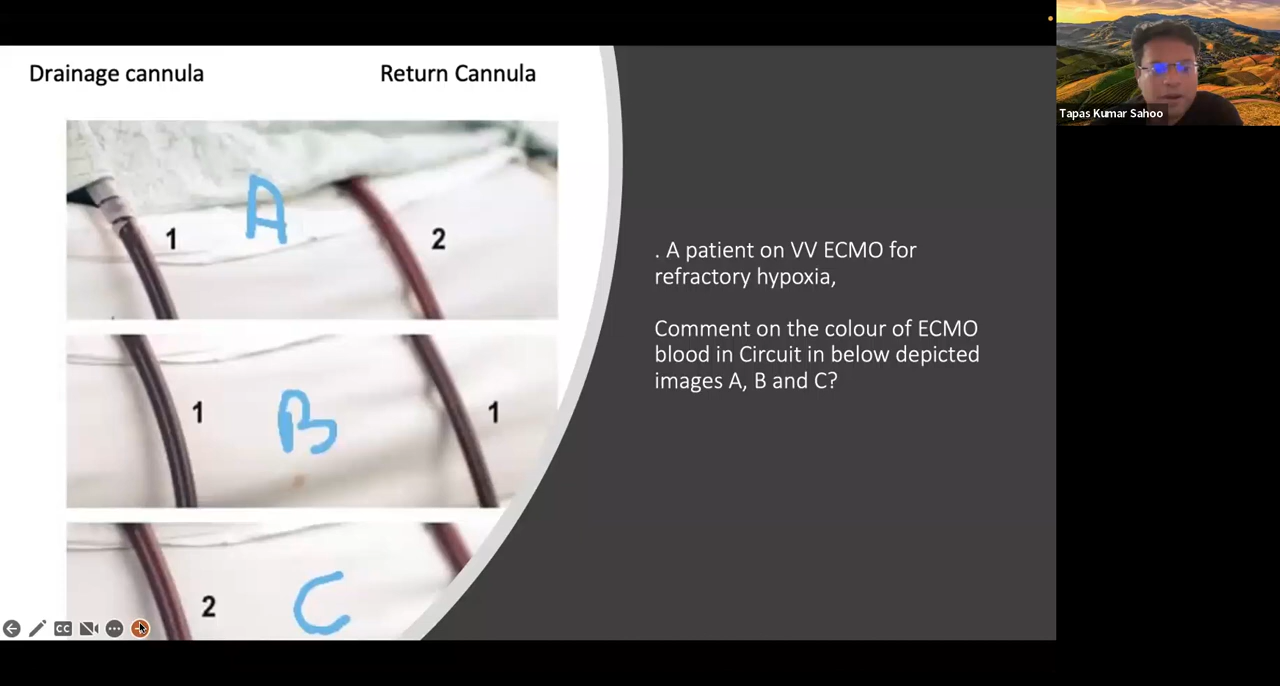 Drainage cannula
Return Cannula
A
1
2
B
1
1
C
2
. A patient on VV ECMO for
refractory hypoxia,
Comment on the colour of ECMO
blood in Circuit in below depicted
images A, B and C?
Tapas Kumar Sahoo
CC